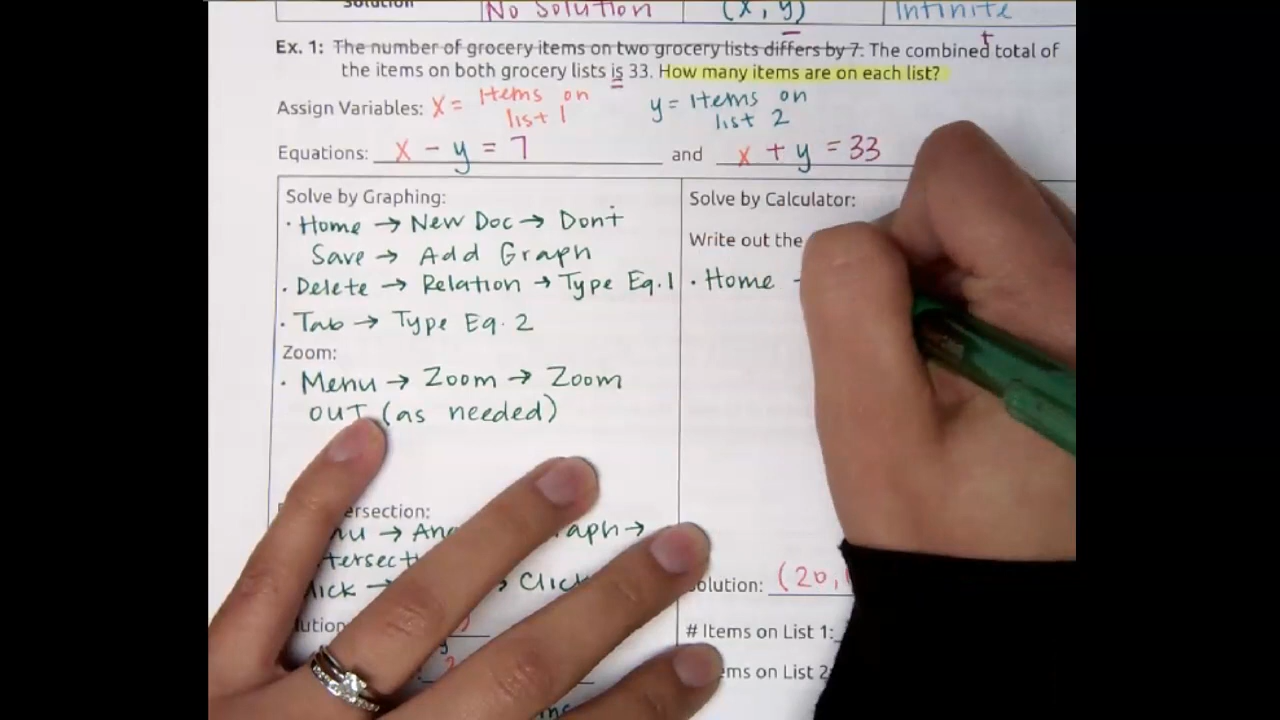 Solution No Solution (x, y) Infinite
Ex. 1: The number of grocery items on two grocery lists differs by 7. The combined total of
the items on both grocery lists is 33. How many items are on each list?
Assign Variables: x = Items on list 1 y = Items on list 2
Equations: x - y = 7 and x + y = 33
Solve by Graphing:
· Home → New Doc → Don't
Save → Add Graph
· Delete → Relation → Type Eq. 1
· Tab → Type Eq. 2
Zoom:
· Menu → Zoom → Zoom
OUT (as needed)
Solve by Calculator:
Write out the
· Home
(20,
# Items on List 1: